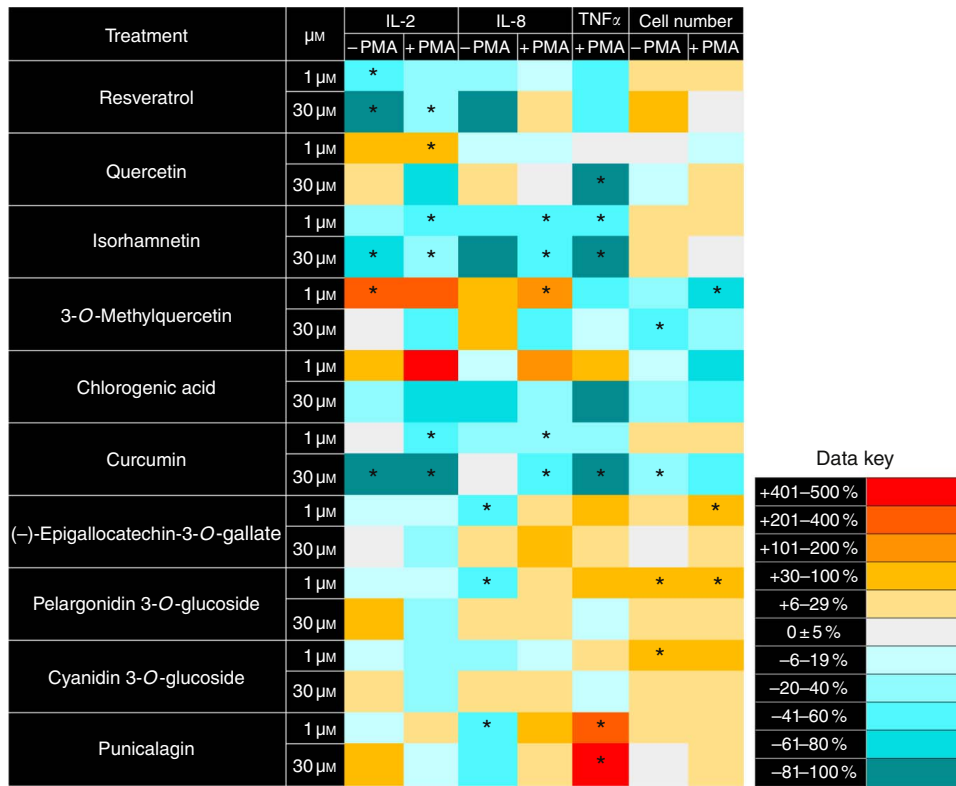 Treatment μM IL-2 IL-8 TNFα Cell number
−PMA +PMA −PMA +PMA +PMA −PMA +PMA
Resveratrol
1 μM *
30 μM * *
Quercetin
1 μM *
30 μM *
Isorhamnetin
1 μM * * *
30 μM * * * *
3-O-Methylquercetin
1 μM * * *
30 μM *
Chlorogenic acid
1 μM
30 μM
Curcumin
1 μM * *
30 μM * * * * *
(–)-Epigallocatechin-3-O-gallate
1 μM * *
30 μM
Pelargonidin 3-O-glucoside
1 μM * * *
30 μM
Cyanidin 3-O-glucoside
1 μM *
30 μM
Punicalagin
1 μM * *
30 μM *
Data key
+401–500 %
+201–400 %
+101–200 %
+30–100 %
+6–29 %
0 ± 5 %
−6–19 %
−20–40 %
−41–60 %
−61–80 %
−81–100 %